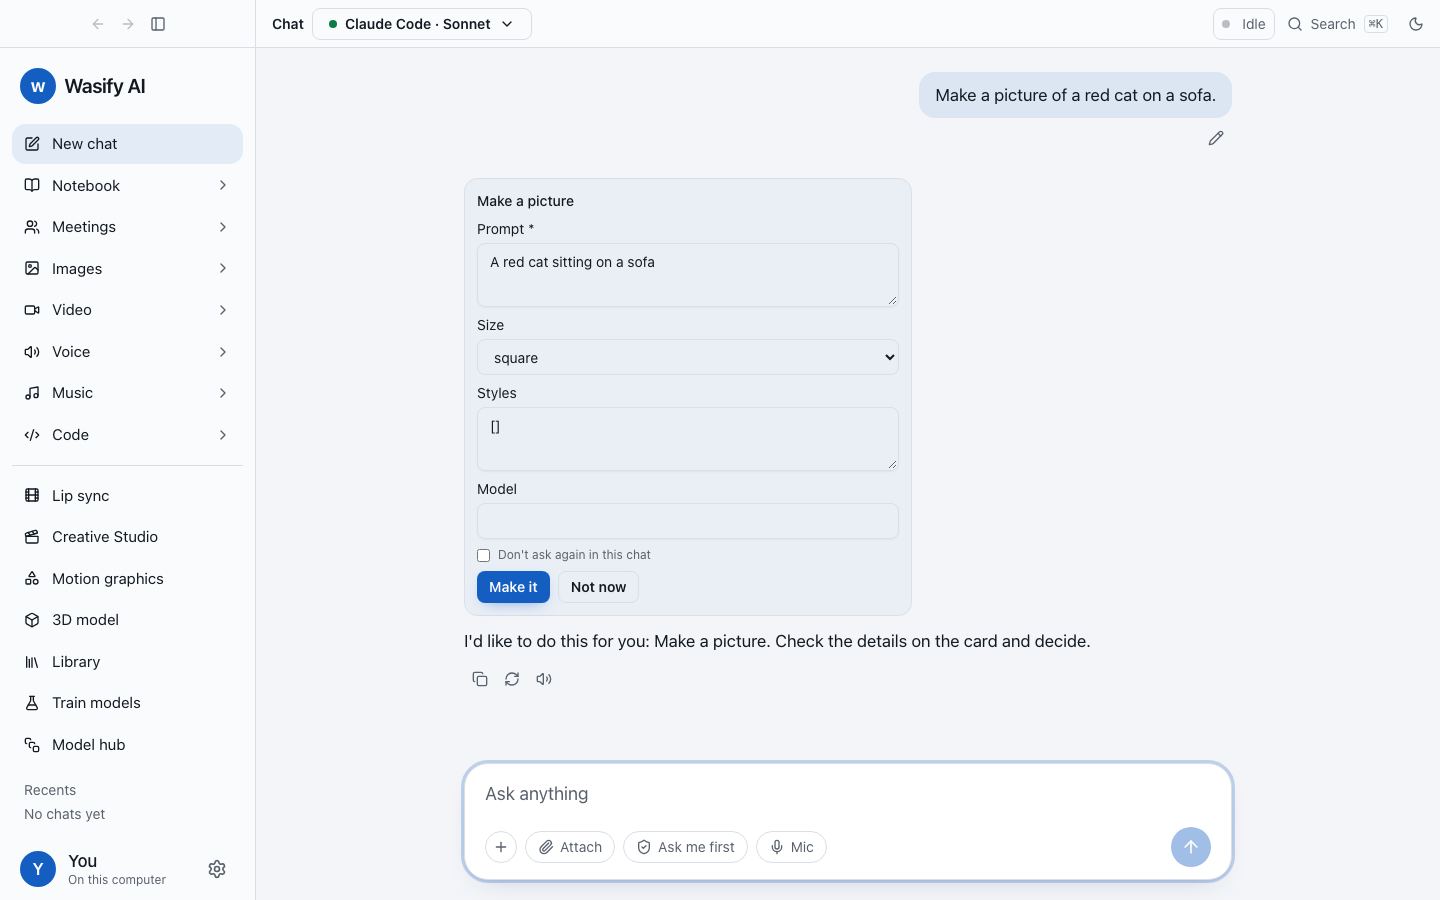 Chat
Claude Code · Sonnet
Idle
Search
⌘K
W
Wasify AI
New chat
Notebook
Meetings
Images
Video
Voice
Music
Code
Lip sync
Creative Studio
Motion graphics
3D model
Library
Train models
Model hub
Recents
No chats yet
Y
You
On this computer
Make a picture of a red cat on a sofa.
Make a picture
Prompt *
A red cat sitting on a sofa
Size
square
Styles
[]
Model
Don't ask again in this chat
Make it
Not now
I'd like to do this for you: Make a picture. Check the details on the card and decide.
Ask anything
Attach
Ask me first
Mic